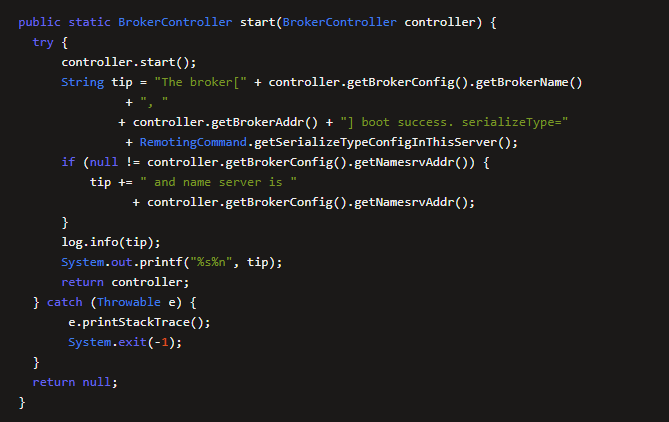 public static BrokerController start(BrokerController controller) {
try {
controller.start();
String tip = "The broker[" + controller.getBrokerConfig().getBrokerName()
+ ", "
+ controller.getBrokerAddr() + "] boot success. serializeType="
+ RemotingCommand.getSerializeTypeConfigInThisServer();
if (null != controller.getBrokerConfig().getNamesrvAddr()) {
tip += " and name server is "
+ controller.getBrokerConfig().getNamesrvAddr();
}
log.info(tip);
System.out.printf("%s%n", tip);
return controller;
} catch (Throwable e) {
e.printStackTrace();
System.exit(-1);
}
return null;
}